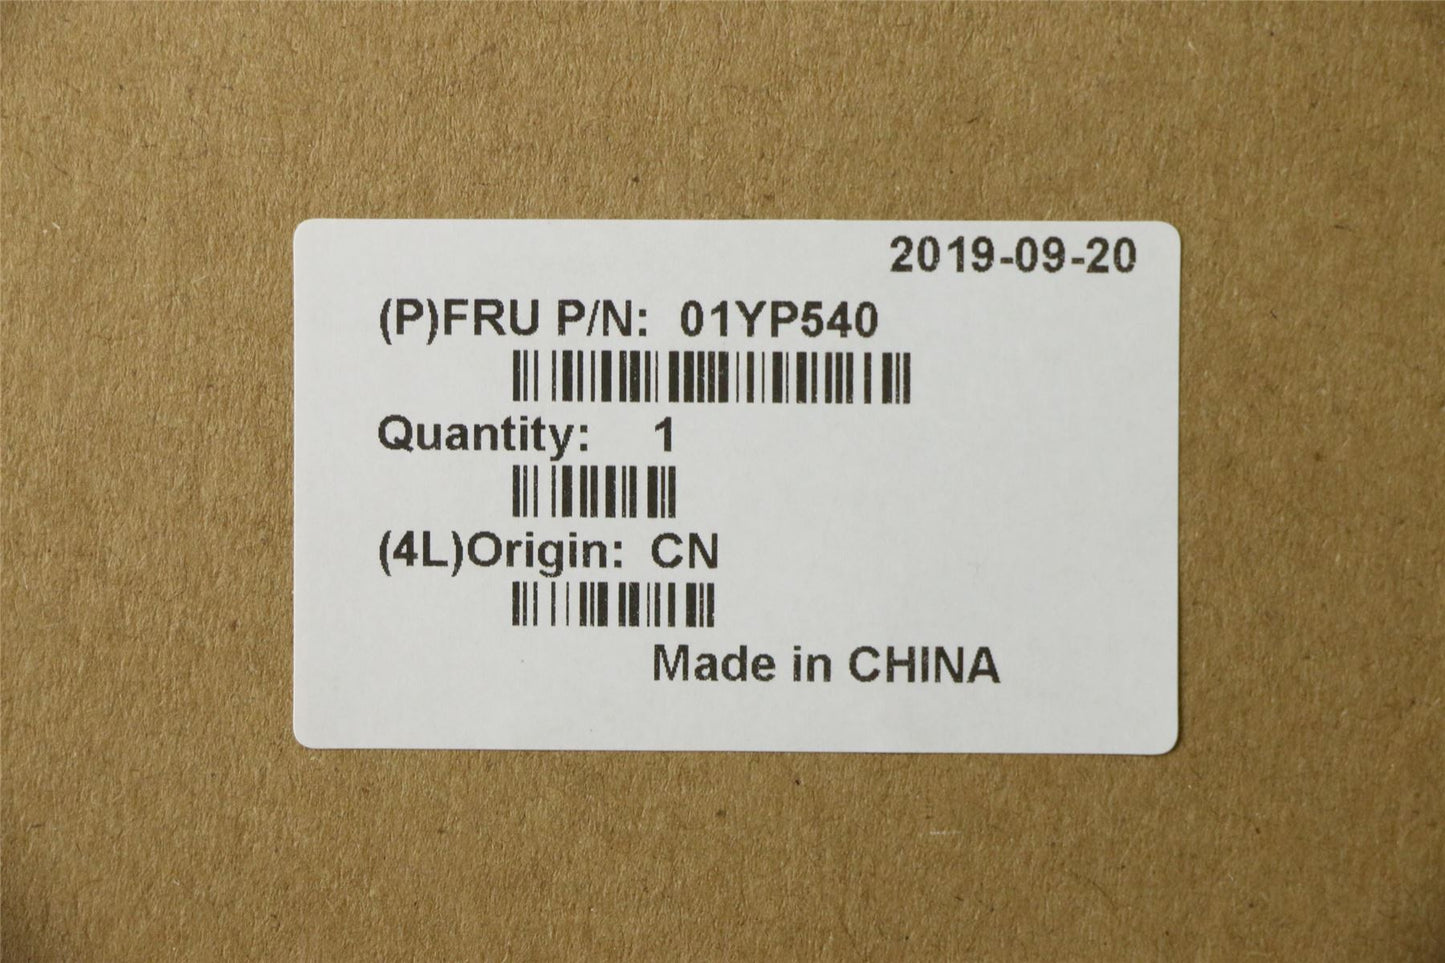 2019-09-20
(P)FRU P/N: 01YP540
Quantity: 1
(4L)Origin: CN
Made in CHINA